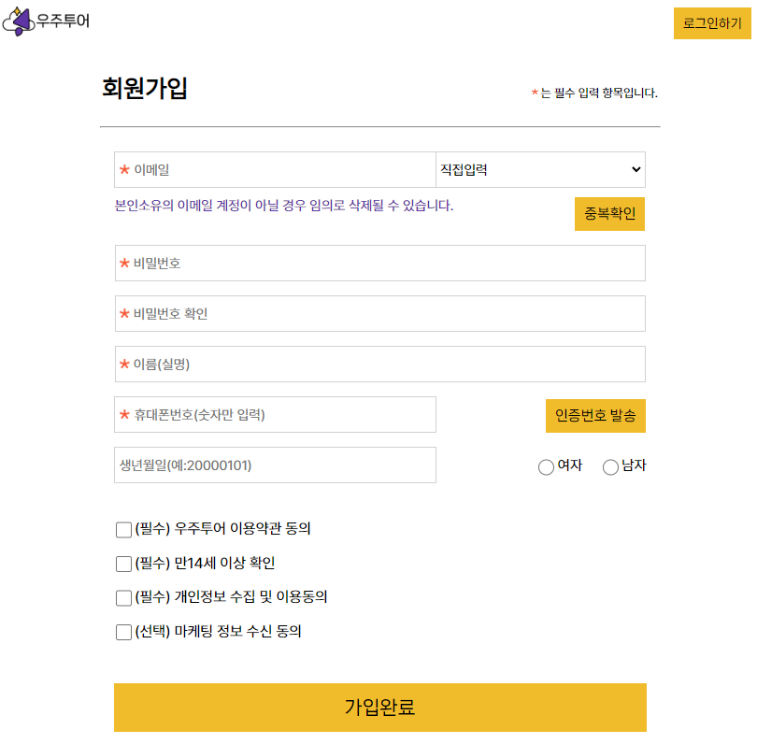 우주투어
로그인하기
회원가입
* 는 필수 입력 항목입니다.
* 이메일
직접입력
본인소유의 이메일 계정이 아닐 경우 임의로 삭제될 수 있습니다.
중복확인
* 비밀번호
* 비밀번호 확인
* 이름(실명)
* 휴대폰번호(숫자만 입력)
인증번호 발송
생년월일(예:20000101)
여자 남자
(필수) 우주투어 이용약관 동의
(필수) 만14세 이상 확인
(필수) 개인정보 수집 및 이용동의
(선택) 마케팅 정보 수신 동의
가입완료